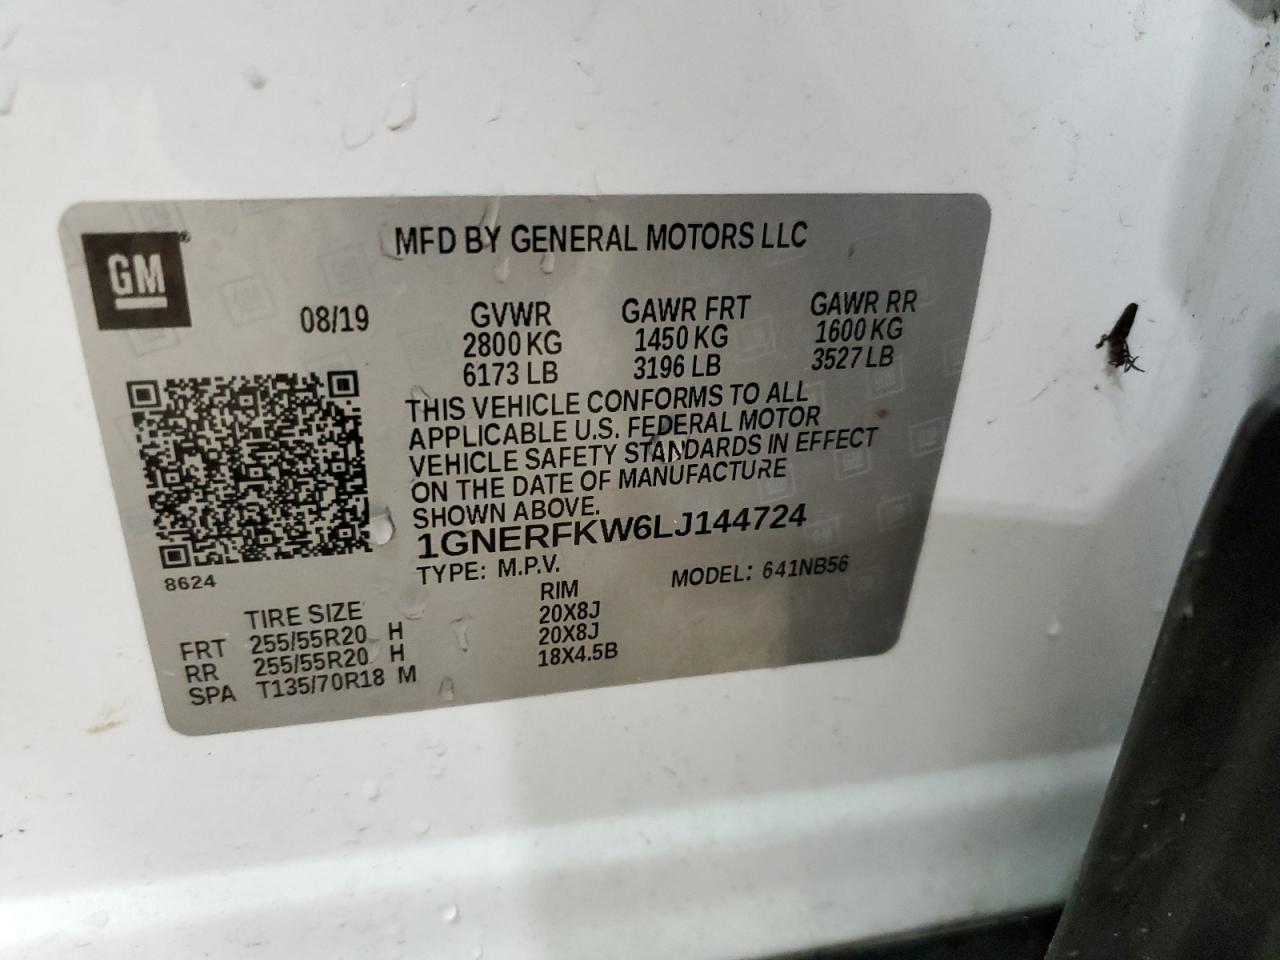 GM
MFD BY GENERAL MOTORS LLC
08/19
GVWR GAWR FRT GAWR RR
2800 KG 1450 KG 1600 KG
6173 LB 3196 LB 3527 LB
THIS VEHICLE CONFORMS TO ALL
APPLICABLE U.S. FEDERAL MOTOR
VEHICLE SAFETY STANDARDS IN EFFECT
ON THE DATE OF MANUFACTURE
SHOWN ABOVE.
1GNERFKW6LJ144724
TYPE: M.P.V. MODEL: 641NB56
8624
TIRE SIZE RIM
FRT 255/55R20 H 20X8J
RR 255/55R20 H 20X8J
SPA T135/70R18 M 18X4.5B